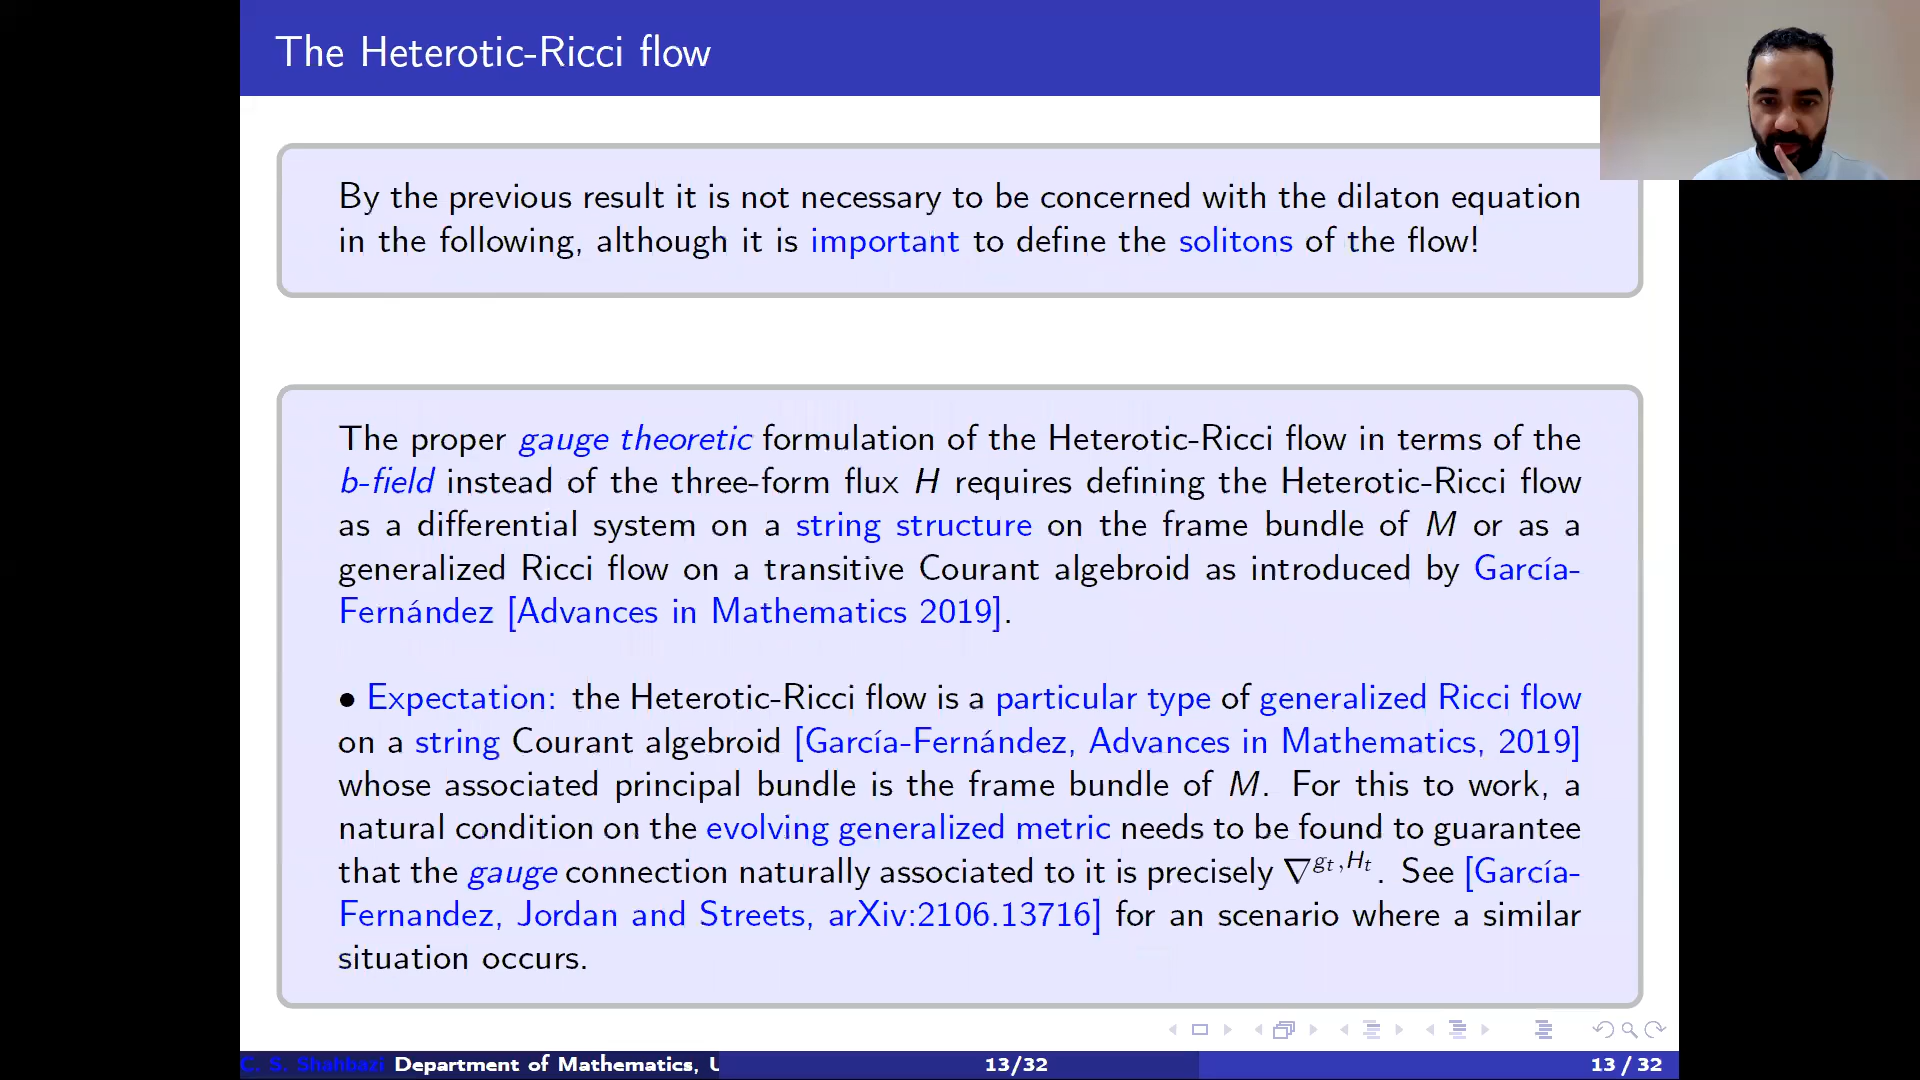 The Heterotic-Ricci flow
By the previous result it is not necessary to be concerned with the dilaton equation
in the following, although it is important to define the solitons of the flow!
The proper gauge theoretic formulation of the Heterotic-Ricci flow in terms of the
b-field instead of the three-form flux H requires defining the Heterotic-Ricci flow
as a differential system on a string structure on the frame bundle of M or as a
generalized Ricci flow on a transitive Courant algebroid as introduced by García-
Fernández [Advances in Mathematics 2019].
• Expectation: the Heterotic-Ricci flow is a particular type of generalized Ricci flow
on a string Courant algebroid [García-Fernández, Advances in Mathematics, 2019]
whose associated principal bundle is the frame bundle of M. For this to work, a
natural condition on the evolving generalized metric needs to be found to guarantee
that the gauge connection naturally associated to it is precisely ∇^{g_t,H_t}. See [García-
Fernandez, Jordan and Streets, arXiv:2106.13716] for an scenario where a similar
situation occurs.
C. S. Shahbazi Department of Mathematics, U 13/32 13 / 32